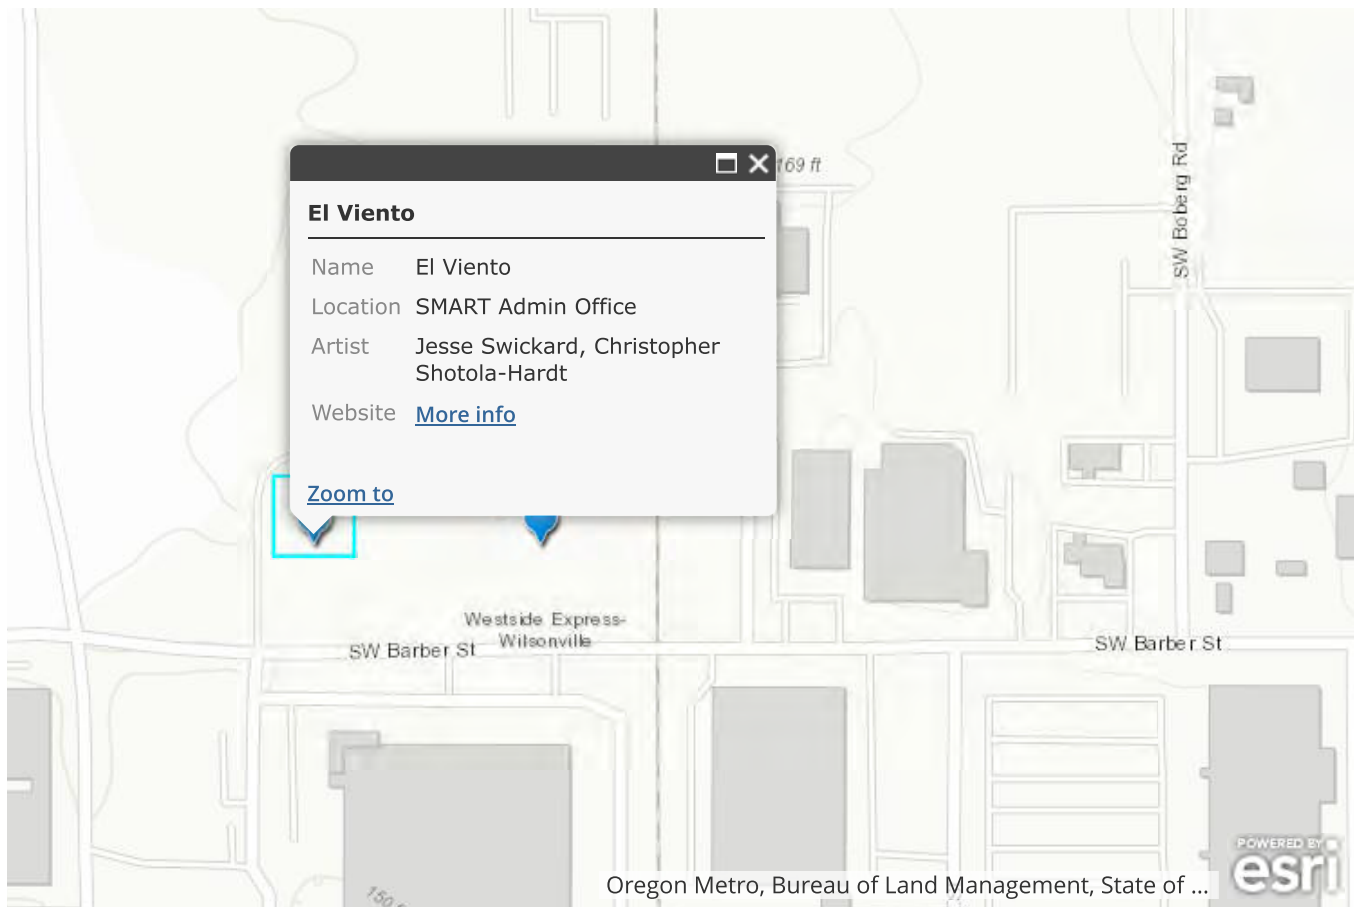 169 ft
SW Boberg Rd
El Viento
Name El Viento
Location SMART Admin Office
Artist Jesse Swickard, Christopher
Shotola-Hardt
Website More info
Zoom to
Westside Express-
Wilsonville
SW Barber St
SW Barber St
150
POWERED BY
esri
Oregon Metro, Bureau of Land Management, State of ...